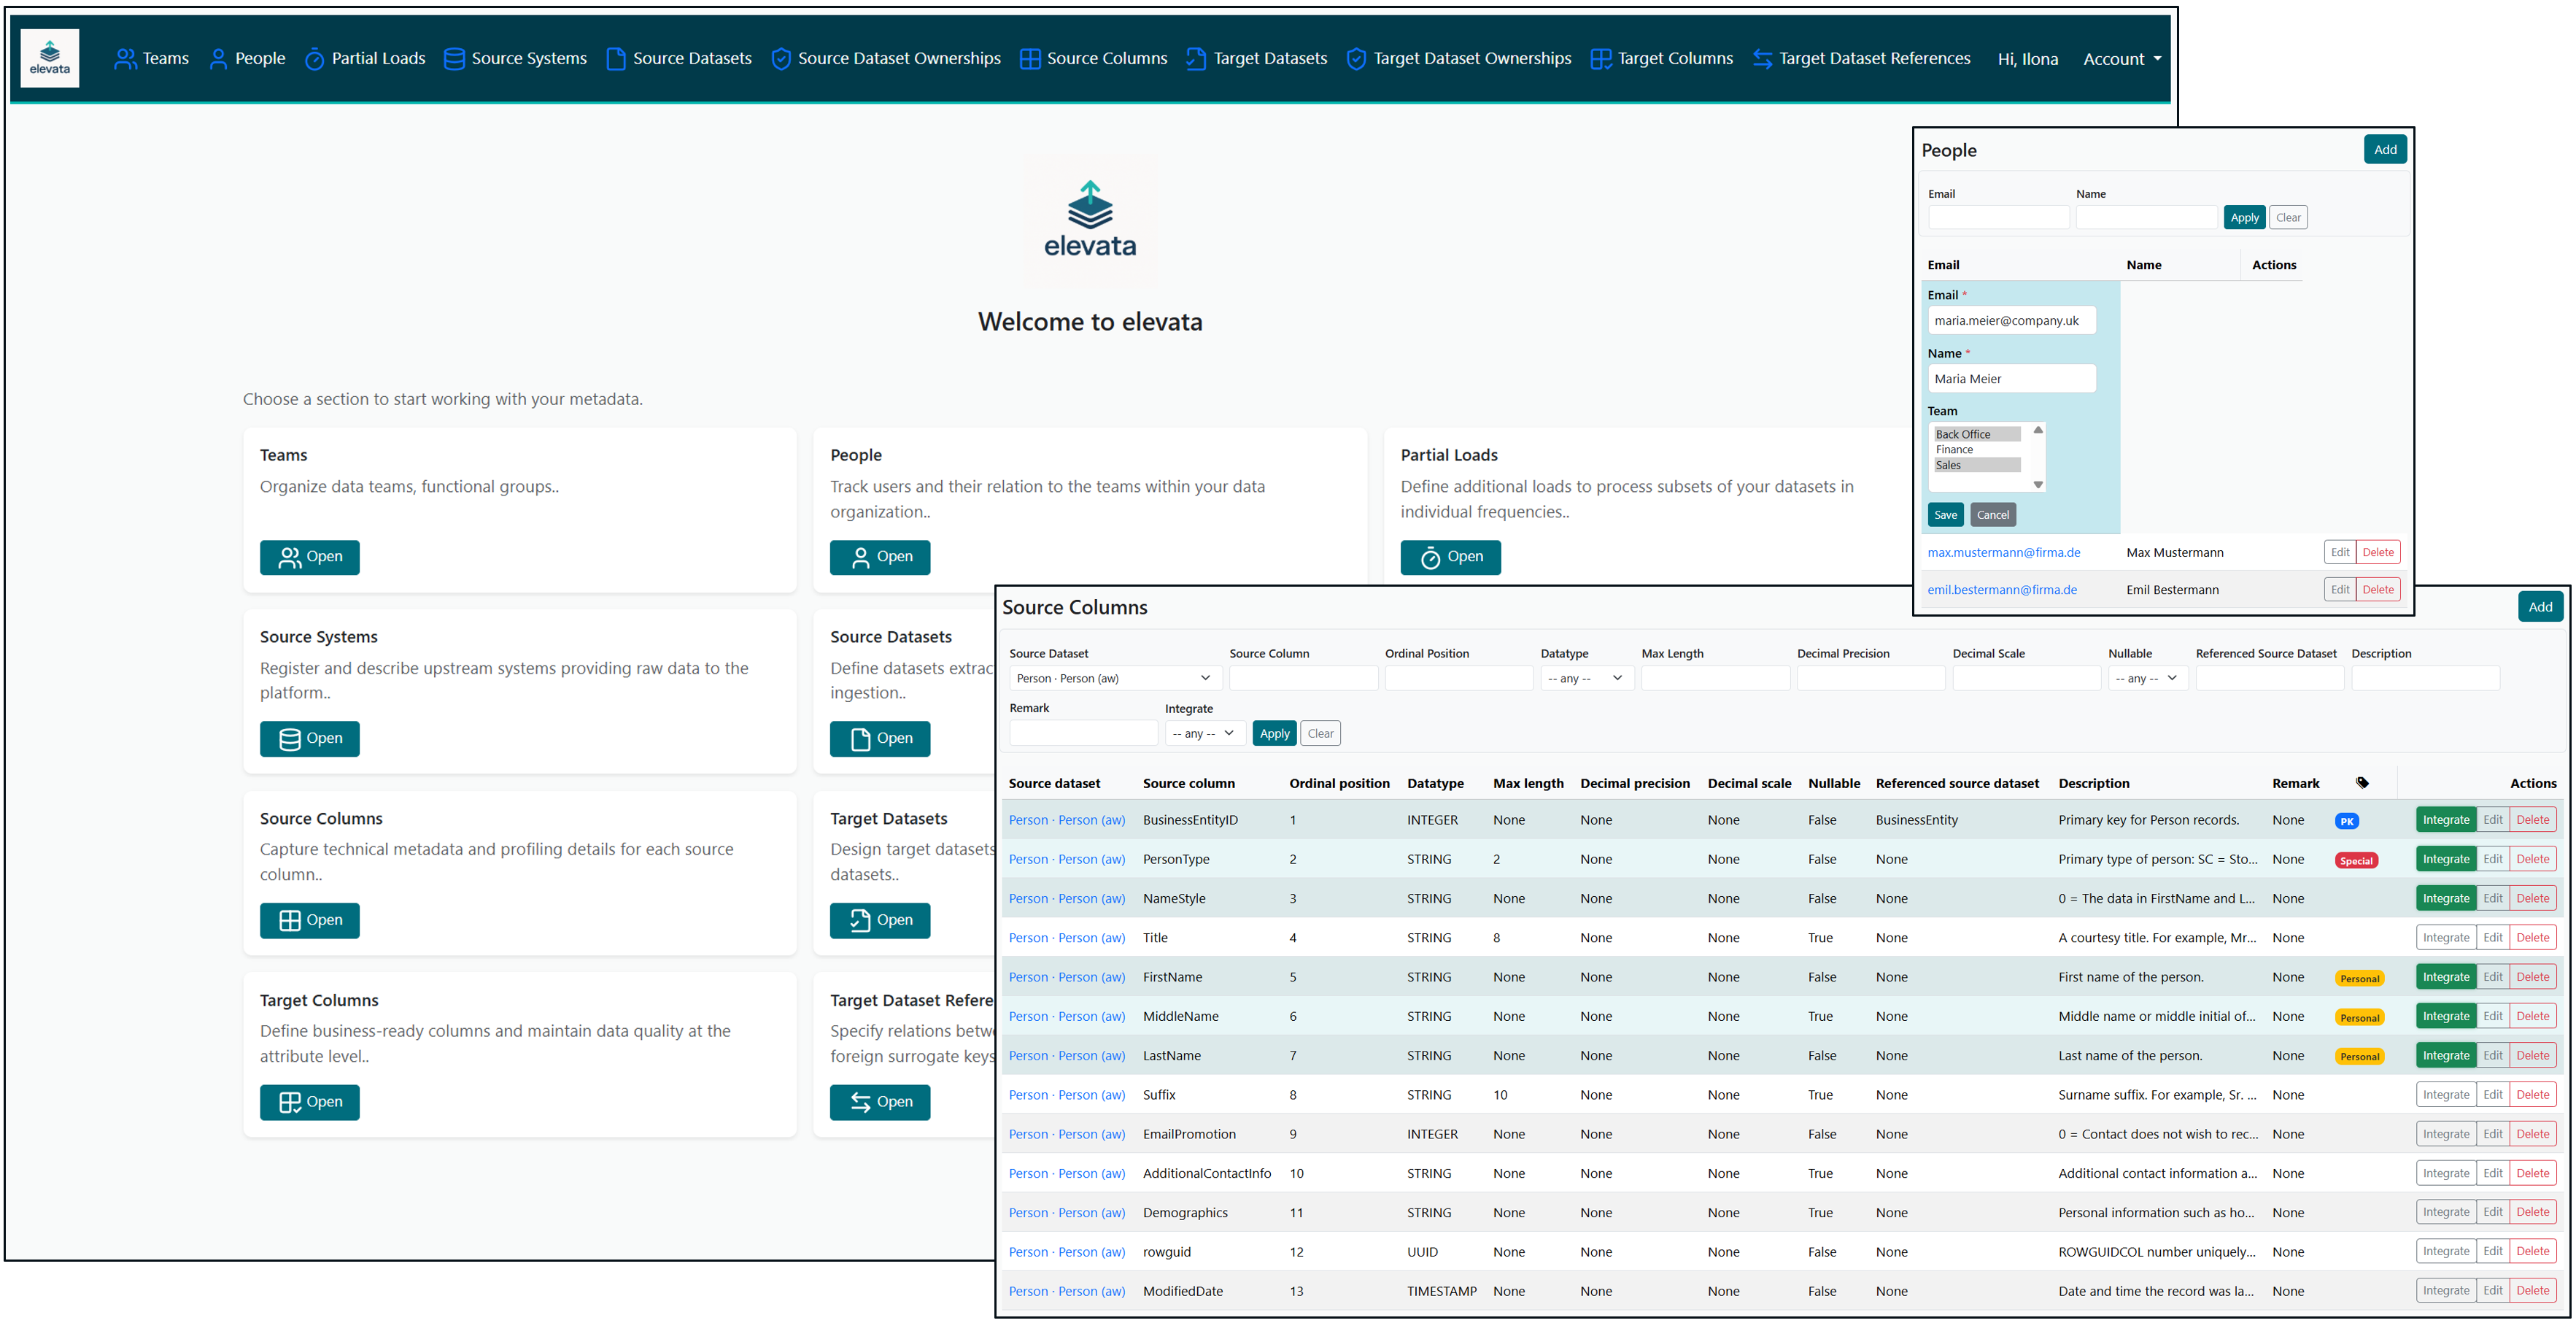 elevata
Teams People Partial Loads Source Systems Source Datasets Source Dataset Ownerships Source Columns Target Datasets Target Dataset Ownerships Target Columns Target Dataset References Hi, Ilona Account
elevata
Welcome to elevata
Choose a section to start working with your metadata.
Teams
Organize data teams, functional groups..
Open
People
Track users and their relation to the teams within your data
organization..
Open
Partial Loads
Define additional loads to process subsets of your datasets in
individual frequencies..
Open
Source Systems
Register and describe upstream systems providing raw data to the
platform..
Open
Source Datasets
Define datasets extrac
ingestion..
Open
Source Columns
Capture technical metadata and profiling details for each source
column..
Open
Target Datasets
Design target datasets
datasets..
Open
Target Columns
Define business-ready columns and maintain data quality at the
attribute level..
Open
Target Dataset Refere
Specify relations betw
foreign surrogate keys
Open
People Add
Email Name
Apply Clear
Email Name Actions
Email *
maria.meier@company.uk
Name *
Maria Meier
Team
Back Office
Finance
Sales
Save Cancel
max.mustermann@firma.de Max Mustermann Edit Delete
emil.bestermann@firma.de Emil Bestermann Edit Delete
Source Columns Add
Source Dataset Source Column Ordinal Position Datatype Max Length Decimal Precision Decimal Scale Nullable Referenced Source Dataset Description
Person · Person (aw) -- any -- -- any --
Remark Integrate
-- any -- Apply Clear
Source dataset Source column Ordinal position Datatype Max length Decimal precision Decimal scale Nullable Referenced source dataset Description Remark Actions
Person · Person (aw) BusinessEntityID 1 INTEGER None None None False BusinessEntity Primary key for Person records. None PK Integrate Edit Delete
Person · Person (aw) PersonType 2 STRING 2 None None False None Primary type of person: SC = Sto... None Special Integrate Edit Delete
Person · Person (aw) NameStyle 3 STRING None None None False None 0 = The data in FirstName and L... None Integrate Edit Delete
Person · Person (aw) Title 4 STRING 8 None None True None A courtesy title. For example, Mr... None Integrate Edit Delete
Person · Person (aw) FirstName 5 STRING None None None False None First name of the person. None Personal Integrate Edit Delete
Person · Person (aw) MiddleName 6 STRING None None None True None Middle name or middle initial of... None Personal Integrate Edit Delete
Person · Person (aw) LastName 7 STRING None None None False None Last name of the person. None Personal Integrate Edit Delete
Person · Person (aw) Suffix 8 STRING 10 None None True None Surname suffix. For example, Sr. ... None Integrate Edit Delete
Person · Person (aw) EmailPromotion 9 INTEGER None None None False None 0 = Contact does not wish to rec... None Integrate Edit Delete
Person · Person (aw) AdditionalContactInfo 10 STRING None None None True None Additional contact information a... None Integrate Edit Delete
Person · Person (aw) Demographics 11 STRING None None None True None Personal information such as ho... None Integrate Edit Delete
Person · Person (aw) rowguid 12 UUID None None None False None ROWGUIDCOL number uniquely... None Integrate Edit Delete
Person · Person (aw) ModifiedDate 13 TIMESTAMP None None None False None Date and time the record was la... None Integrate Edit Delete